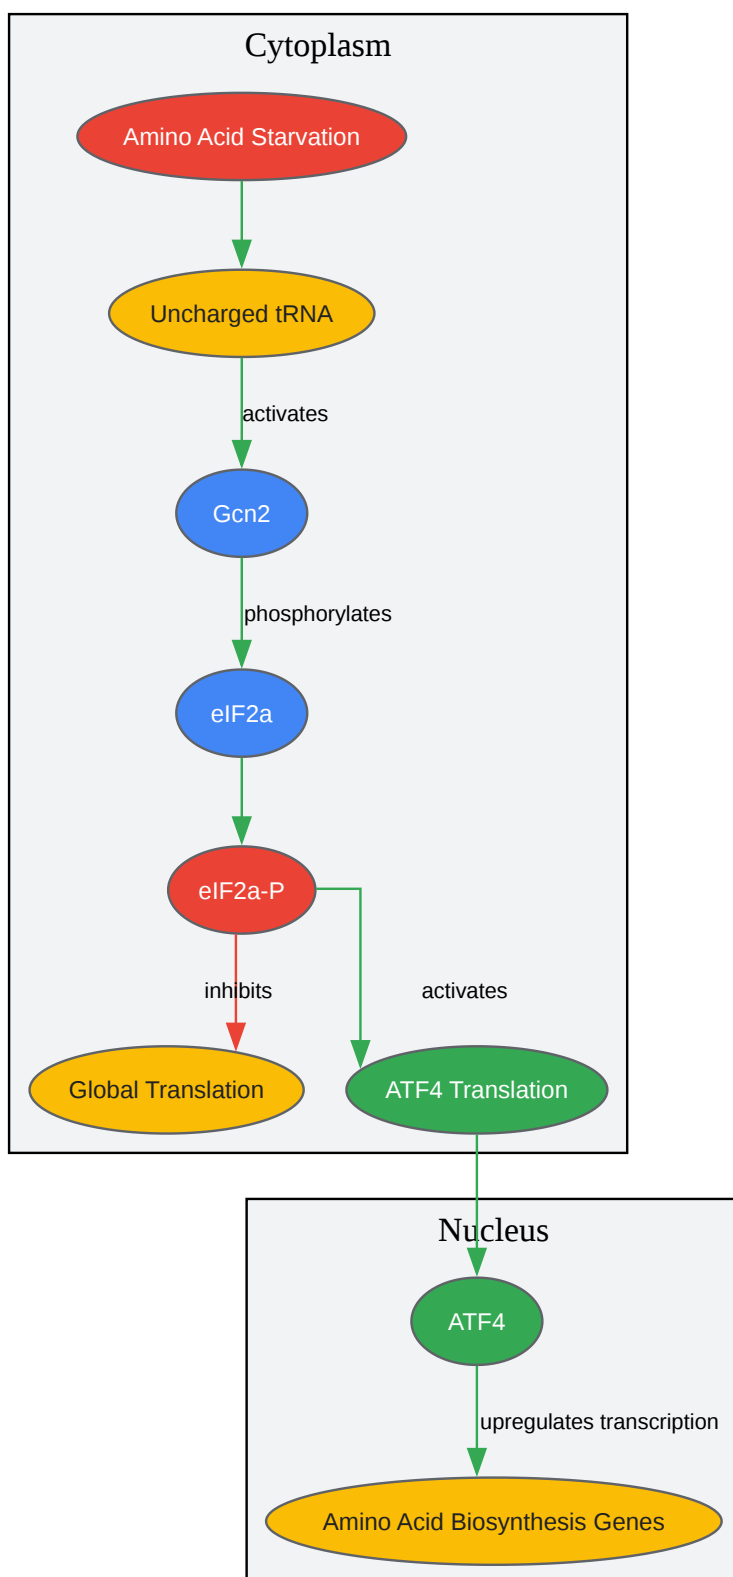 Cytoplasm
Amino Acid Starvation
Uncharged tRNA
activates
Gcn2
phosphorylates
eIF2a
eIF2a-P
inhibits
activates
Global Translation
ATF4 Translation
Nucleus
ATF4
upregulates transcription
Amino Acid Biosynthesis Genes